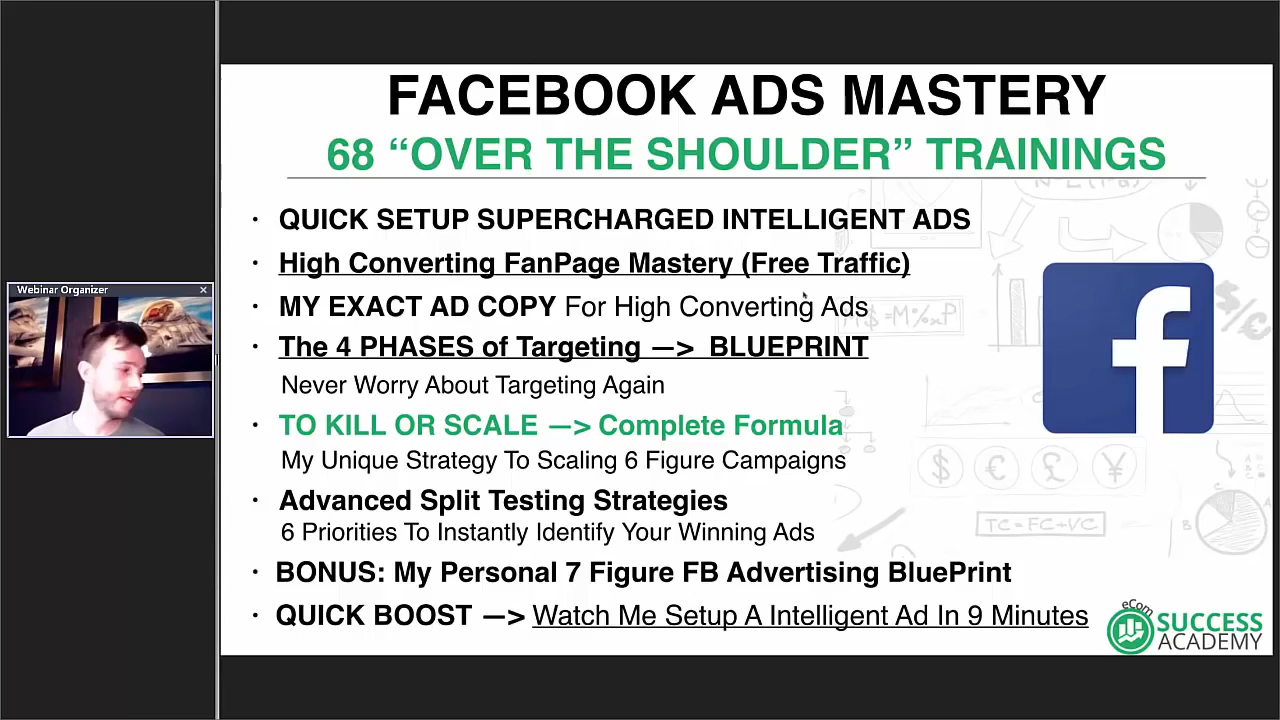 FACEBOOK ADS MASTERY
68 “OVER THE SHOULDER” TRAININGS
· QUICK SETUP SUPERCHARGED INTELLIGENT ADS
· High Converting FanPage Mastery (Free Traffic)
· MY EXACT AD COPY For High Converting Ads
M$=M%xP
· The 4 PHASES of Targeting —> BLUEPRINT
Never Worry About Targeting Again
· TO KILL OR SCALE —> Complete Formula
My Unique Strategy To Scaling 6 Figure Campaigns
$ € £ ¥
· Advanced Split Testing Strategies
6 Priorities To Instantly Identify Your Winning Ads
TC=FC+VC
· BONUS: My Personal 7 Figure FB Advertising BluePrint
· QUICK BOOST —> Watch Me Setup A Intelligent Ad In 9 Minutes
eCom
SUCCESS
ACADEMY
Webinar Organizer